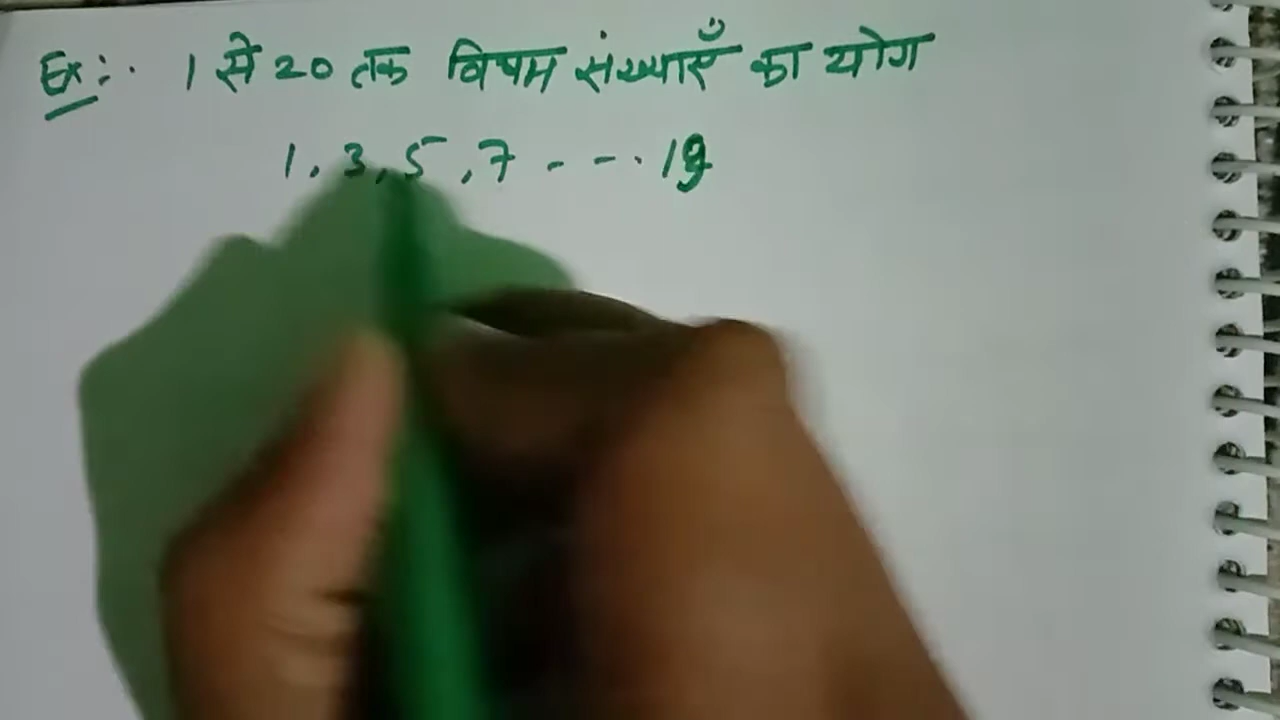 Ex:. 1 से 20 तक विषम संख्याएँ का योग
1, 3, 5, 7 - - . 19